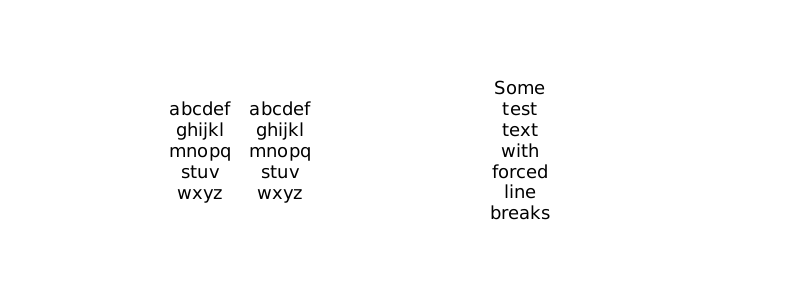 abcdef
ghijkl
mnopq
stuv
wxyz
abcdef
ghijkl
mnopq
stuv
wxyz
Some
test
text
with
forced
line
breaks